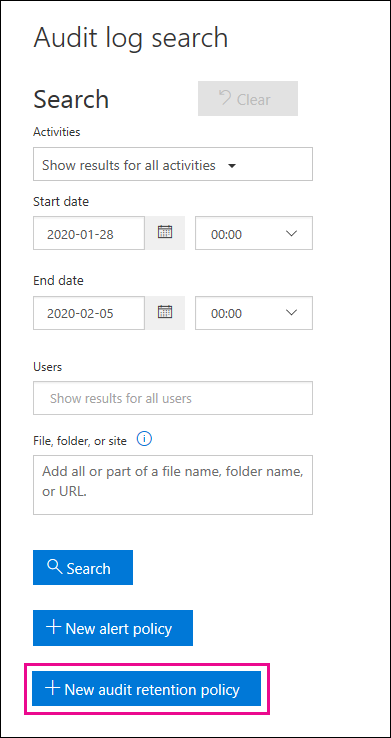 Audit log search
Search
Clear
Activities
Show results for all activities
Start date
2020-01-28
00:00
End date
2020-02-05
00:00
Users
Show results for all users
File, folder, or site
Add all or part of a file name, folder name,
or URL.
Search
New alert policy
New audit retention policy